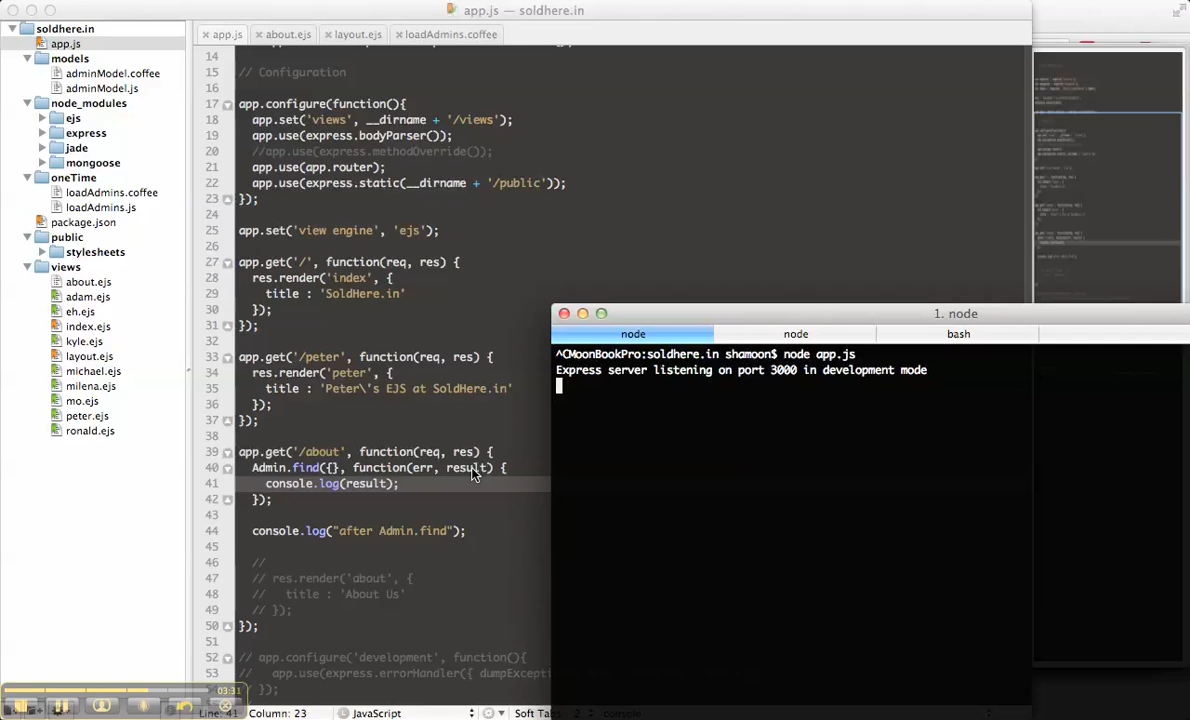 app.js — soldhere.in
soldhere.in
app.js
models
adminModel.coffee
adminModel.js
node_modules
ejs
express
jade
mongoose
oneTime
loadAdmins.coffee
loadAdmins.js
package.json
public
stylesheets
views
about.ejs
adam.ejs
eh.ejs
index.ejs
kyle.ejs
layout.ejs
michael.ejs
milena.ejs
mo.ejs
peter.ejs
ronald.ejs
app.js about.ejs layout.ejs loadAdmins.coffee
14
15 // Configuration
16
17 app.configure(function(){
18 app.set('views', __dirname + '/views');
19 app.use(express.bodyParser());
20 //app.use(express.methodOverride());
21 app.use(app.router);
22 app.use(express.static(__dirname + '/public'));
23 });
24
25 app.set('view engine', 'ejs');
26
27 app.get('/', function(req, res) {
28 res.render('index', {
29 title : 'SoldHere.in'
30 });
31 });
32
33 app.get('/peter', function(req, res) {
34 res.render('peter', {
35 title : 'Peter\'s EJS at SoldHere.in'
36 });
37 });
38
39 app.get('/about', function(req, res) {
40 Admin.find({}, function(err, result) {
41 console.log(result);
42 });
43
44 console.log("after Admin.find");
45
46 //
47 // res.render('about', {
48 // title : 'About Us'
49 // });
50 });
51
52 // app.configure('development', function(){
53 // app.use(express.errorHandler({ dumpExcepti
// });
03:31
Line: 41 Column: 23 JavaScript Soft Tabs: 2 console
1. node
node node bash
^CMoonBookPro:soldhere.in shamoon$ node app.js
Express server listening on port 3000 in development mode